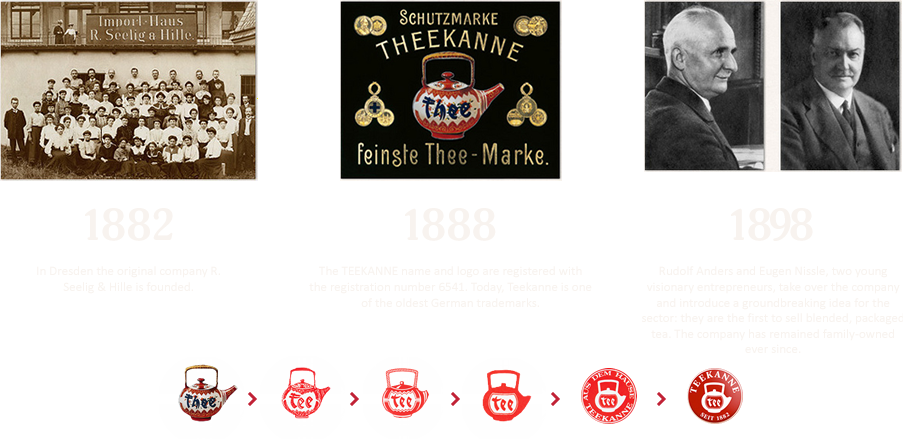 Import-Haus
R. Seelig & Hille.
SCHUTZMARKE
THEEKANNE
Thee
feinste Thee-Marke.
1882
In Dresden the original company R.
Seelig & Hille is founded.
1888
The TEEKANNE name and logo are registered with
the registration number 6541. Today, Teekanne is one
of the oldest German trademarks.
1898
Rudolf Anders and Eugen Nissle, two young
visionary entrepreneurs, take over the company
and introduce a groundbreaking idea for the
sector: they are the first to sell blended, packaged
tea. The company has remained family-owned
ever since.
Thee
tee
tee
tee
AUS DEM HAUSE
tee
TEEKANNE
TEEKANNE
tee
SEIT 1882